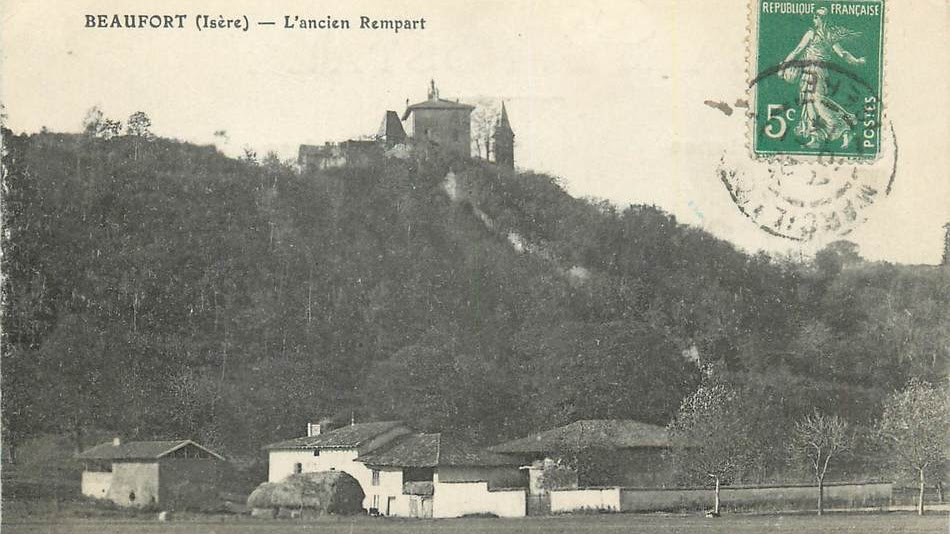 BEAUFORT (Isère) — L'ancien Rempart
REPUBLIQUE FRANÇAISE
5c
POSTES